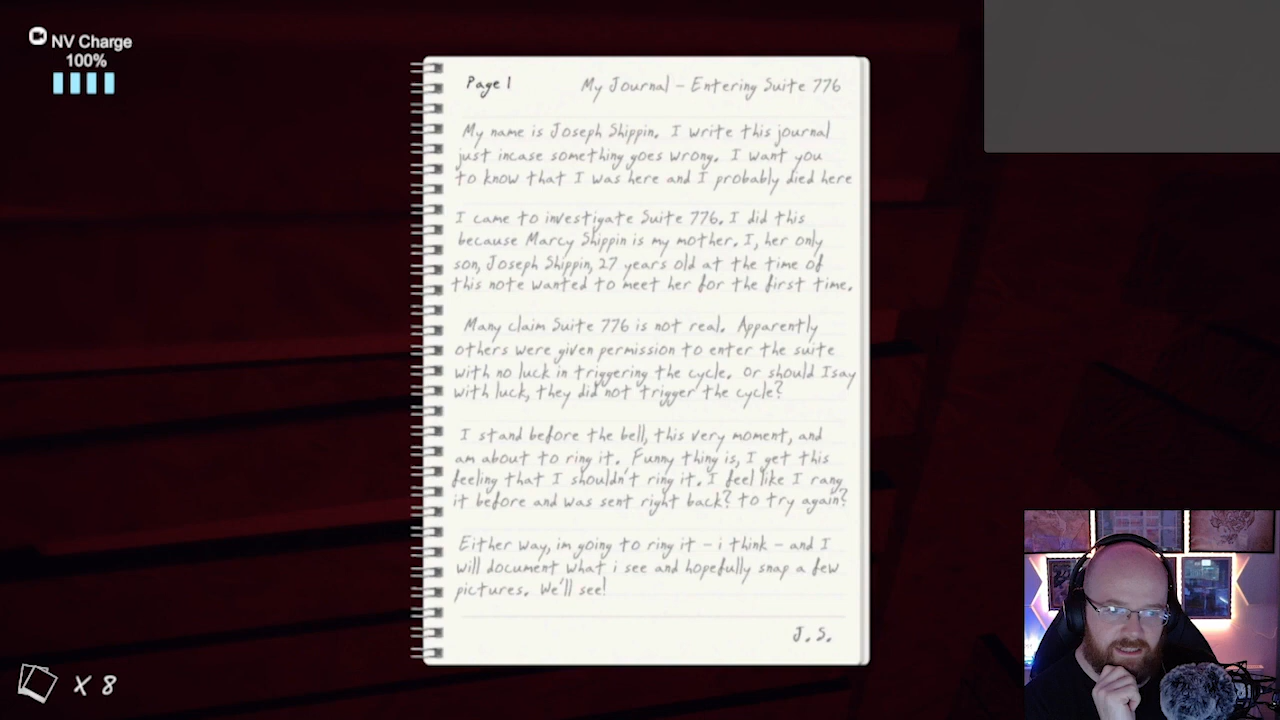 NV Charge
100%
Page 1
My Journal - Entering Suite 776
My name is Joseph Shippin. I write this journal
just incase something goes wrong. I want you
to know that I was here and I probably died here
I came to investigate Suite 776. I did this
because Marcy Shippin is my mother. I, her only
son, Joseph Shippin, 27 years old at the time of
this note wanted to meet her for the first time.
Many claim Suite 776 is not real. Apparently
others were given permission to enter the suite
with no luck in triggering the cycle. Or should I say
with luck, they did not trigger the cycle?
I stand before the bell, this very moment, and
am about to ring it. Funny thing is, I get this
feeling that I shouldn't ring it. I feel like I rang
it before and was sent right back? to try again?
Either way, im going to ring it - i think - and I
will document what i see and hopefully snap a few
pictures. We'll see!
J. S.
X 8